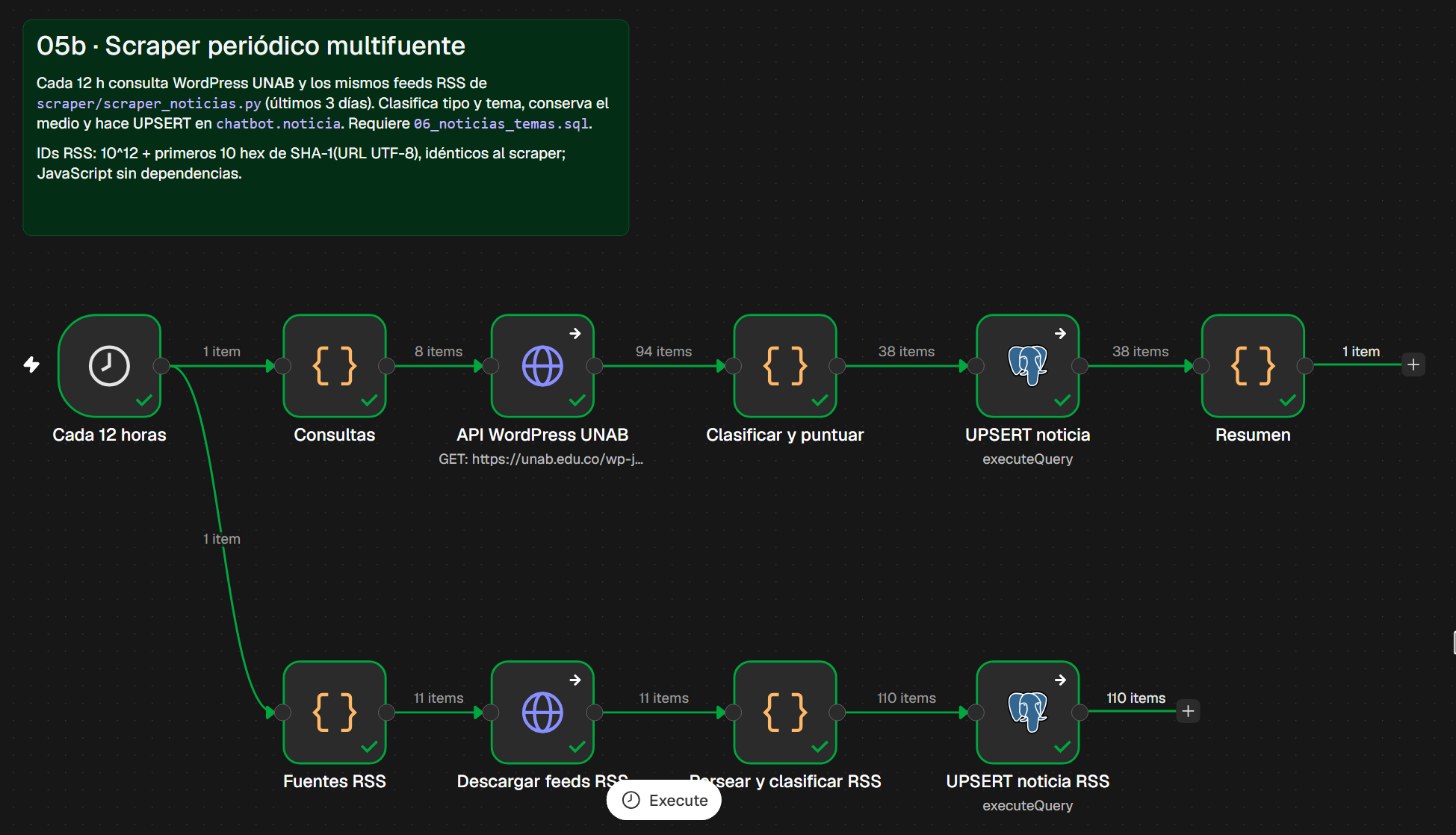 05b · Scraper periódico multifuente
Cada 12 h consulta WordPress UNAB y los mismos feeds RSS de
scraper/scraper_noticias.py (últimos 3 días). Clasifica tipo y tema, conserva el
medio y hace UPSERT en chatbot.noticia. Requiere 06_noticias_temas.sql.
IDs RSS: 10^12 + primeros 10 hex de SHA-1(URL UTF-8), idénticos al scraper;
JavaScript sin dependencias.
1 item
8 items
94 items
38 items
38 items
1 item
Cada 12 horas
Consultas
API WordPress UNAB
Clasificar y puntuar
UPSERT noticia
Resumen
GET: https://unab.edu.co/wp-j...
executeQuery
1 item
11 items
11 items
110 items
110 items
Fuentes RSS
Descargar feeds RSS
Parsear y clasificar RSS
UPSERT noticia RSS
Execute
executeQuery